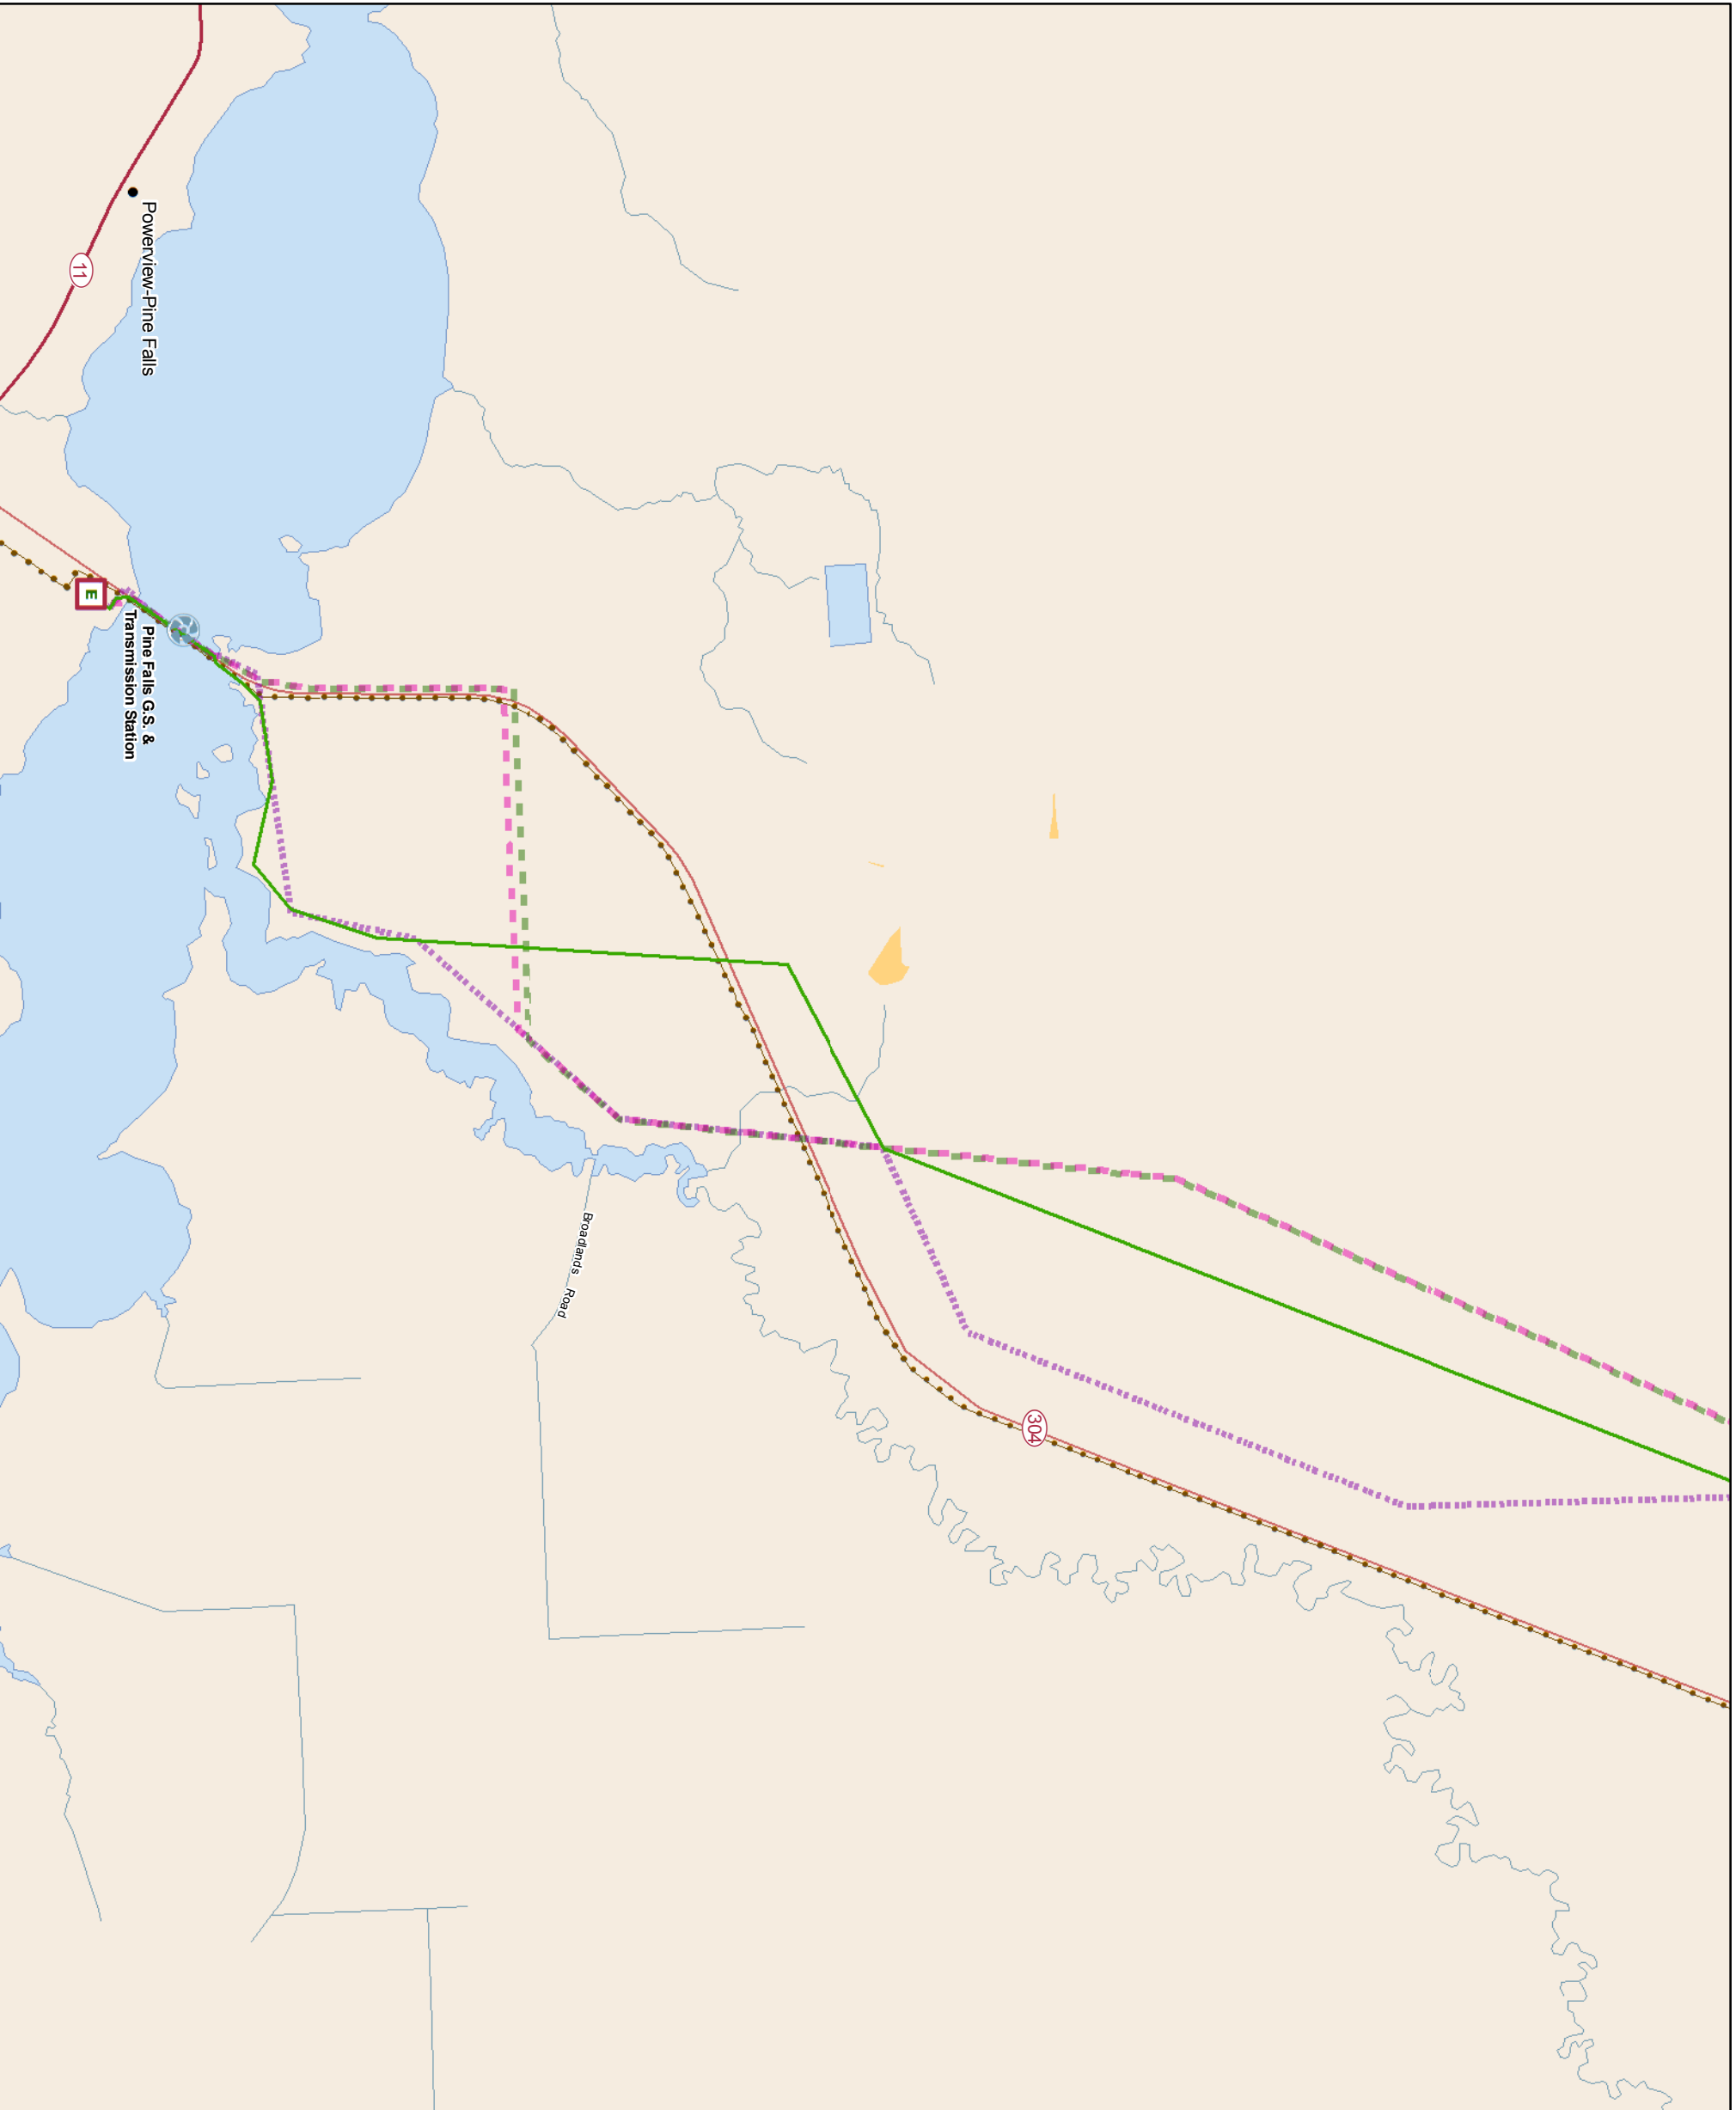 Powerview-Pine Falls
11
E
Pine Falls G.S. &
Transmission Station
Broadlands Road
304